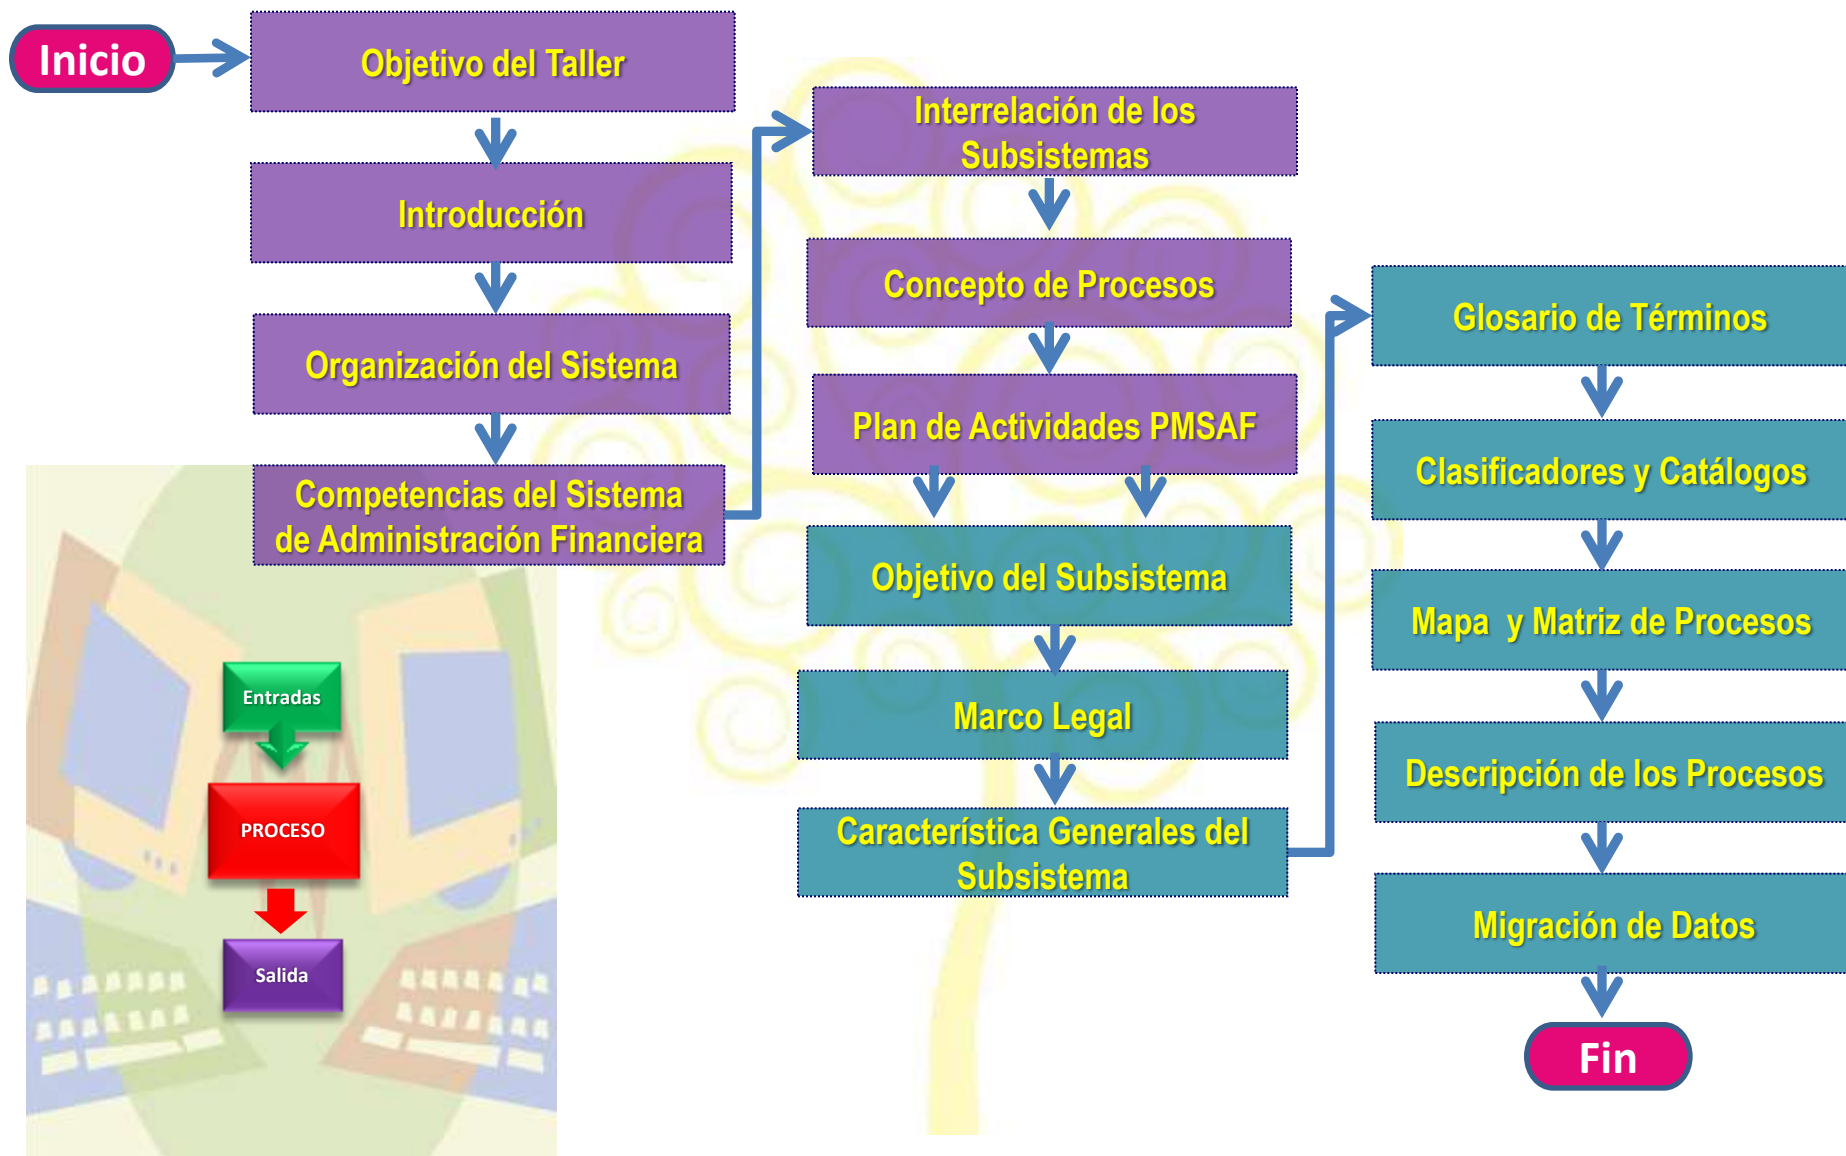 Inicio
Objetivo del Taller
Introducción
Organización del Sistema
Competencias del Sistema
de Administración Financiera
Interrelación de los
Subsistemas
Concepto de Procesos
Plan de Actividades PMSAF
Objetivo del Subsistema
Marco Legal
Característica Generales del
Subsistema
Glosario de Términos
Clasificadores y Catálogos
Mapa  y Matriz de Procesos
Descripción de los Procesos
Migración de Datos
Fin
Entradas
PROCESO
Salida